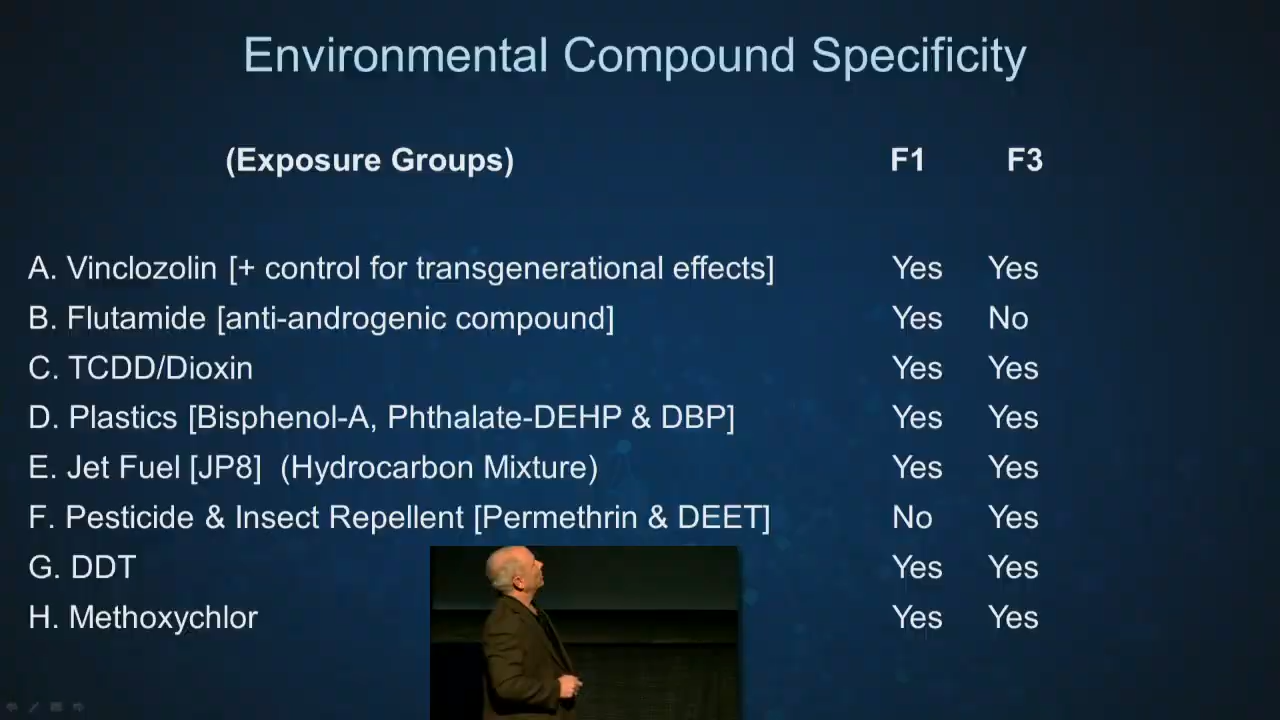 Environmental Compound Specificity
(Exposure Groups) F1 F3
A. Vinclozolin [+ control for transgenerational effects] Yes Yes
B. Flutamide [anti-androgenic compound] Yes No
C. TCDD/Dioxin Yes Yes
D. Plastics [Bisphenol-A, Phthalate-DEHP & DBP] Yes Yes
E. Jet Fuel [JP8] (Hydrocarbon Mixture) Yes Yes
F. Pesticide & Insect Repellent [Permethrin & DEET] No Yes
G. DDT Yes Yes
H. Methoxychlor Yes Yes